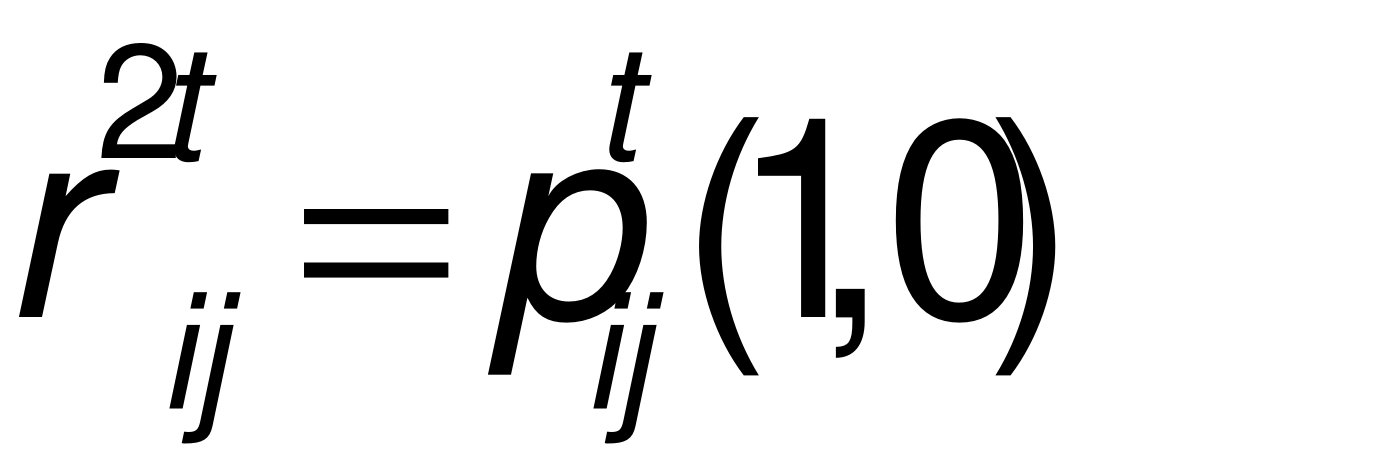 r^{2t}_{ij} = p^{t}_{ij}(1,0)